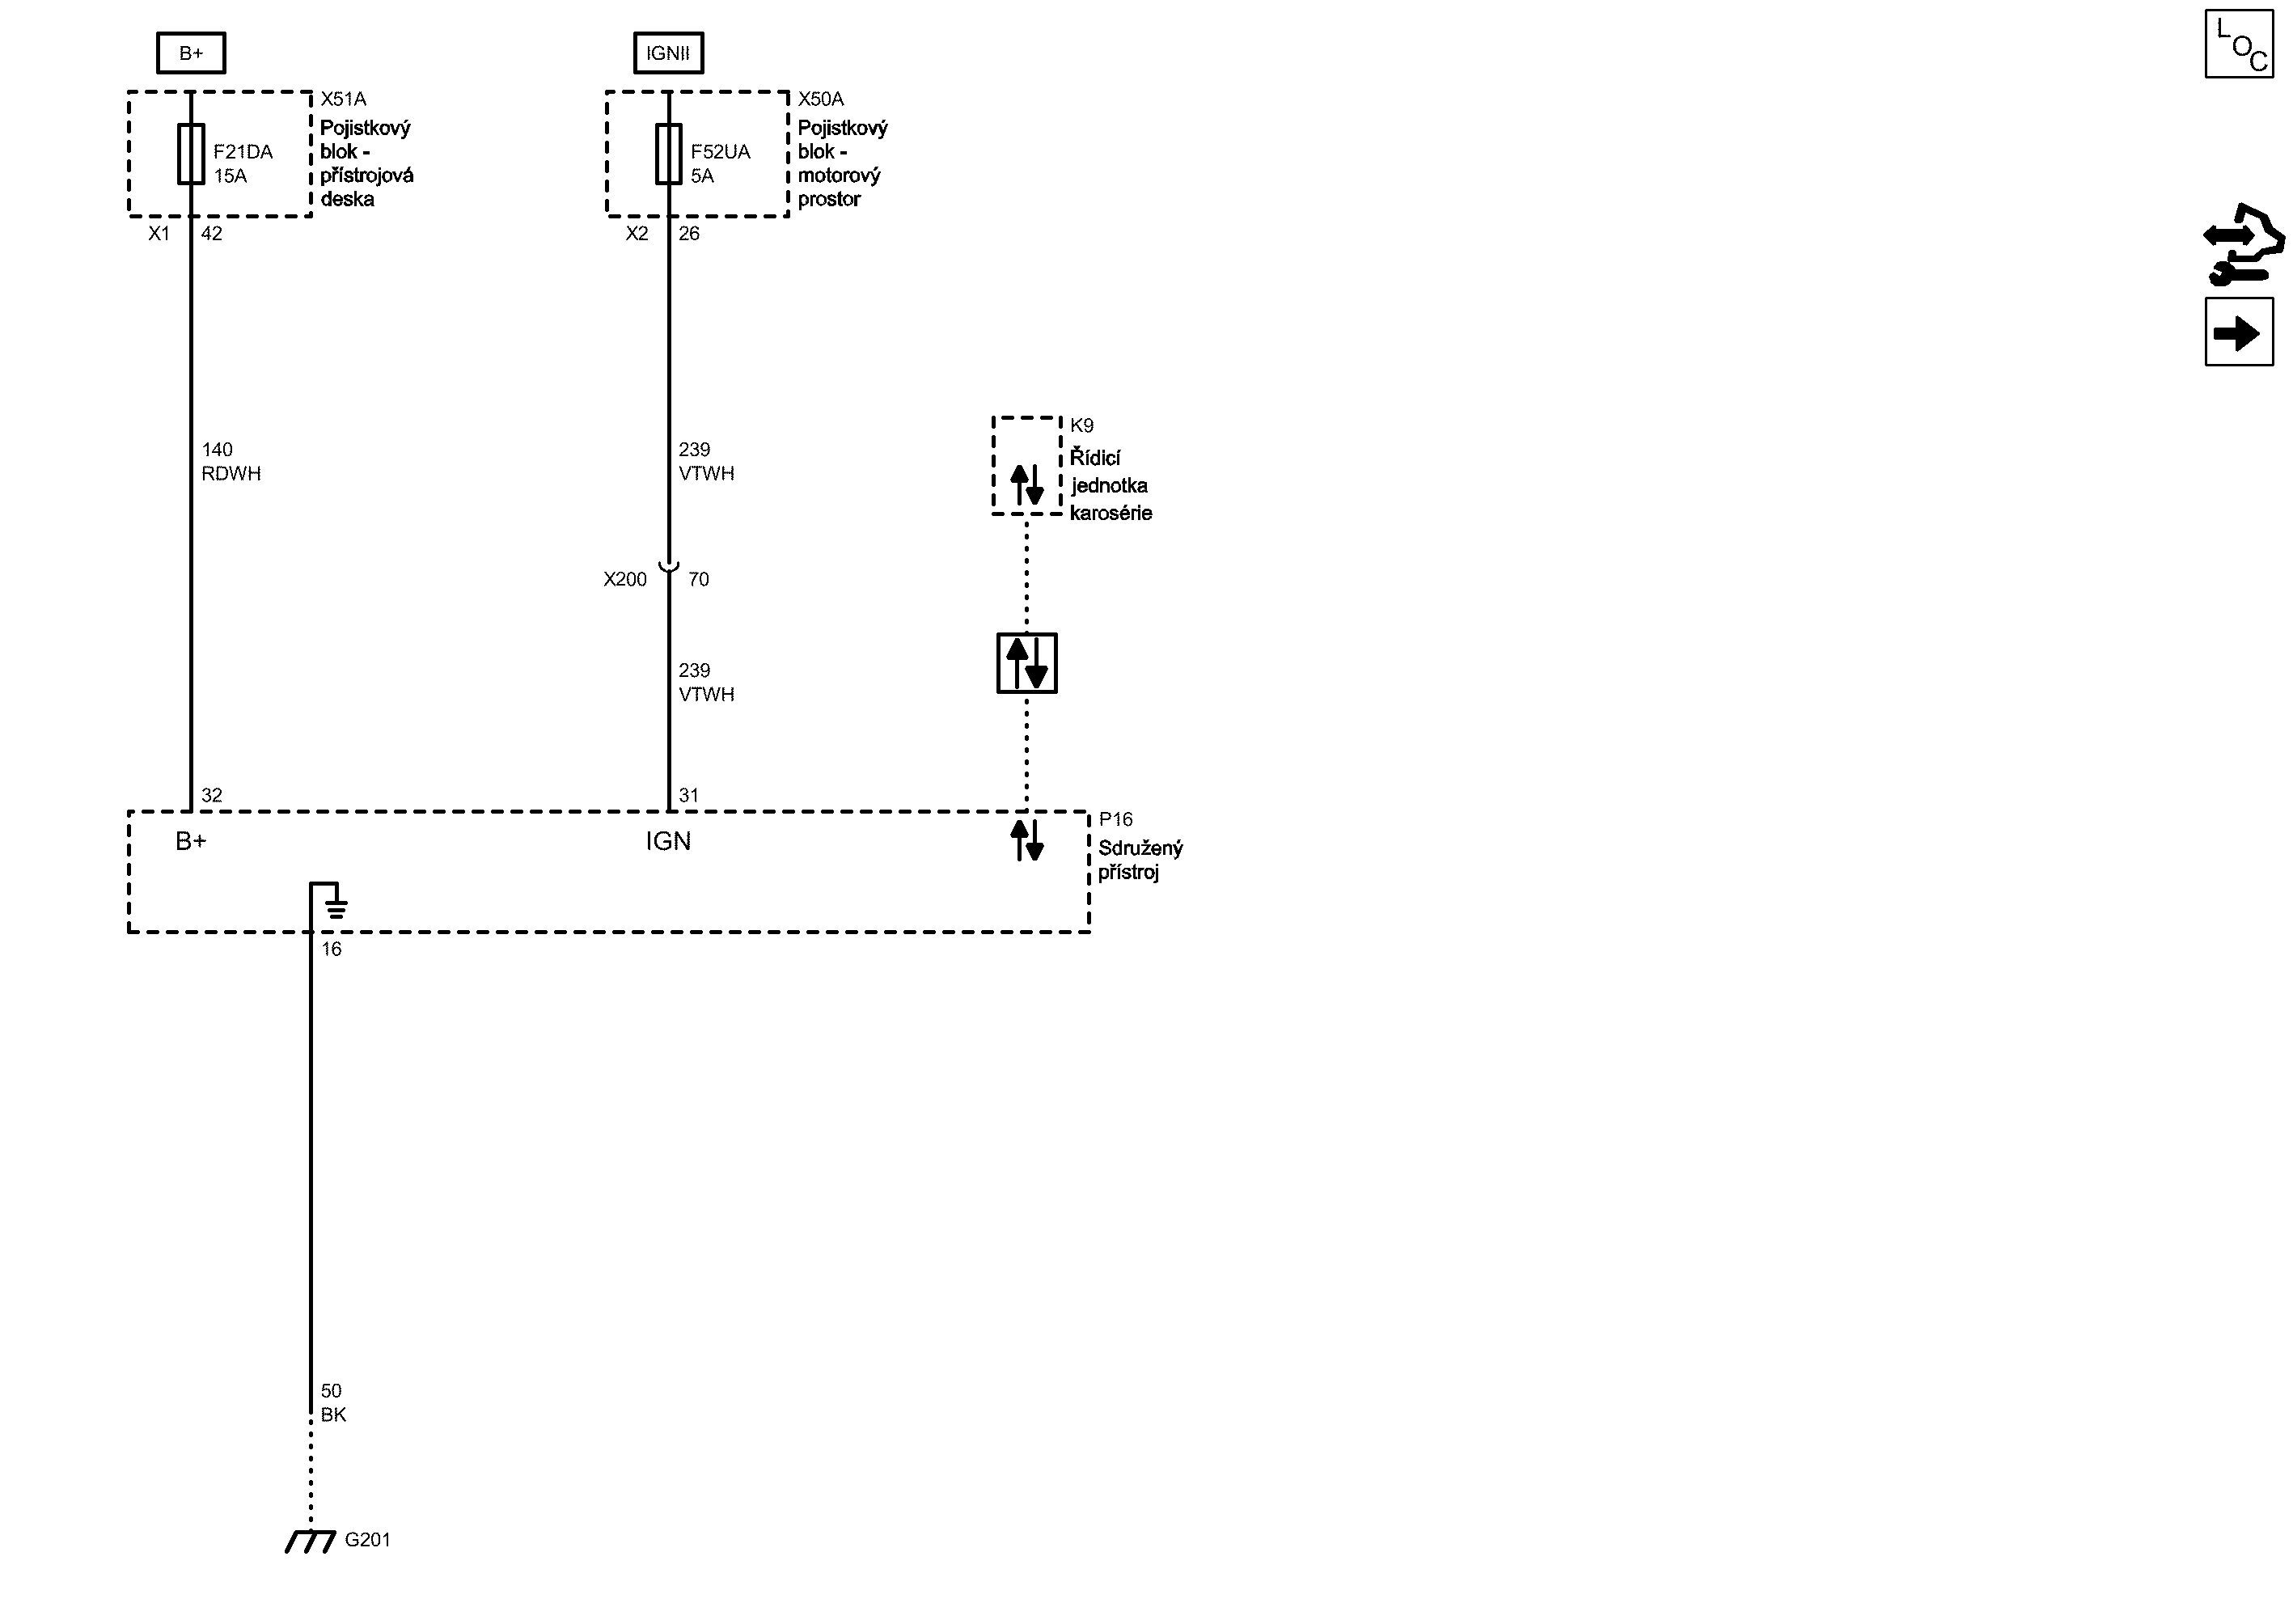 B+
IGNII
LOC
X51A
Pojistkový
blok -
přístrojová
deska
F21DA
15A
X1
42
X50A
Pojistkový
blok -
motorový
prostor
F52UA
5A
X2
26
140
RDWH
239
VTWH
K9
Řídicí
jednotka
karosérie
X200
70
239
VTWH
32
31
B+
IGN
P16
Sdružený
přístroj
16
50
BK
G201